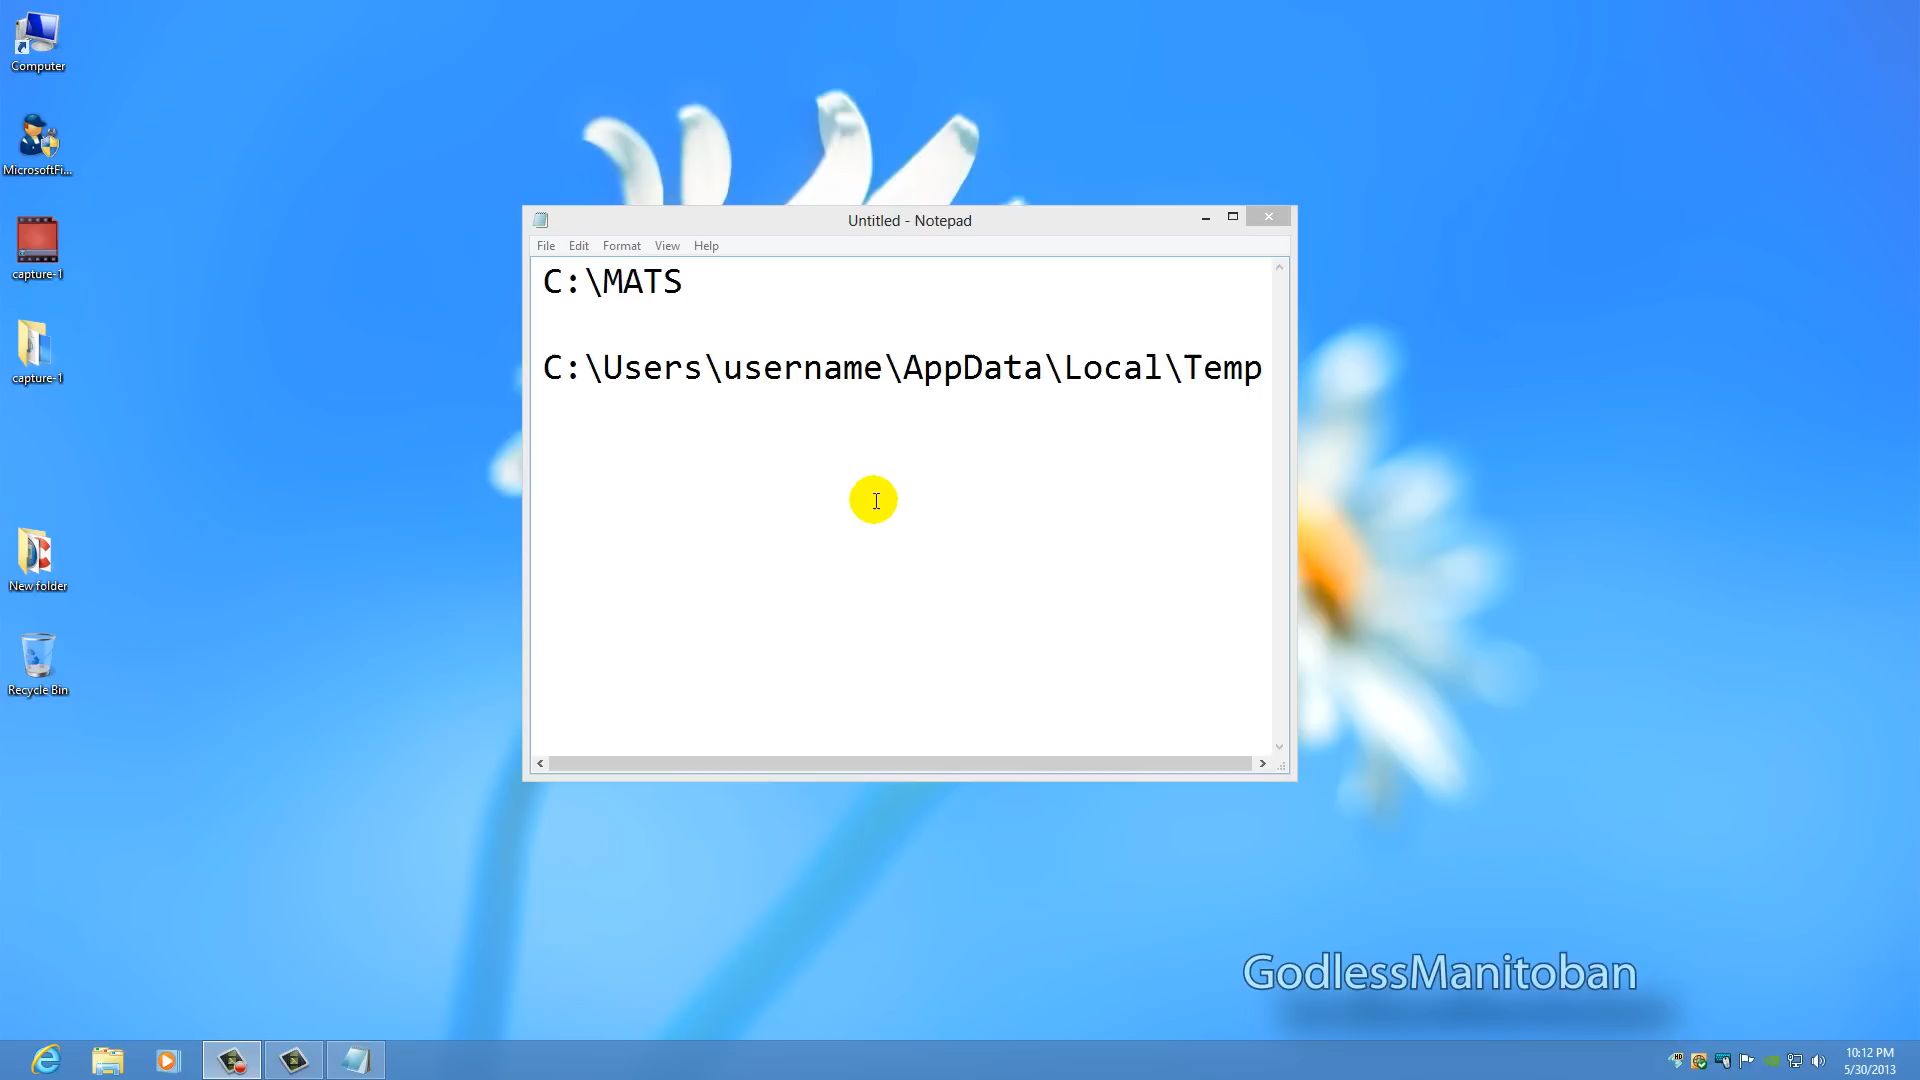 Computer
MicrosoftFi...
capture-1
capture-1
New folder
Recycle Bin
Untitled - Notepad
File Edit Format View Help
C:\MATS
C:\Users\username\AppData\Local\Temp
GodlessManitoban
10:12 PM
5/30/2013